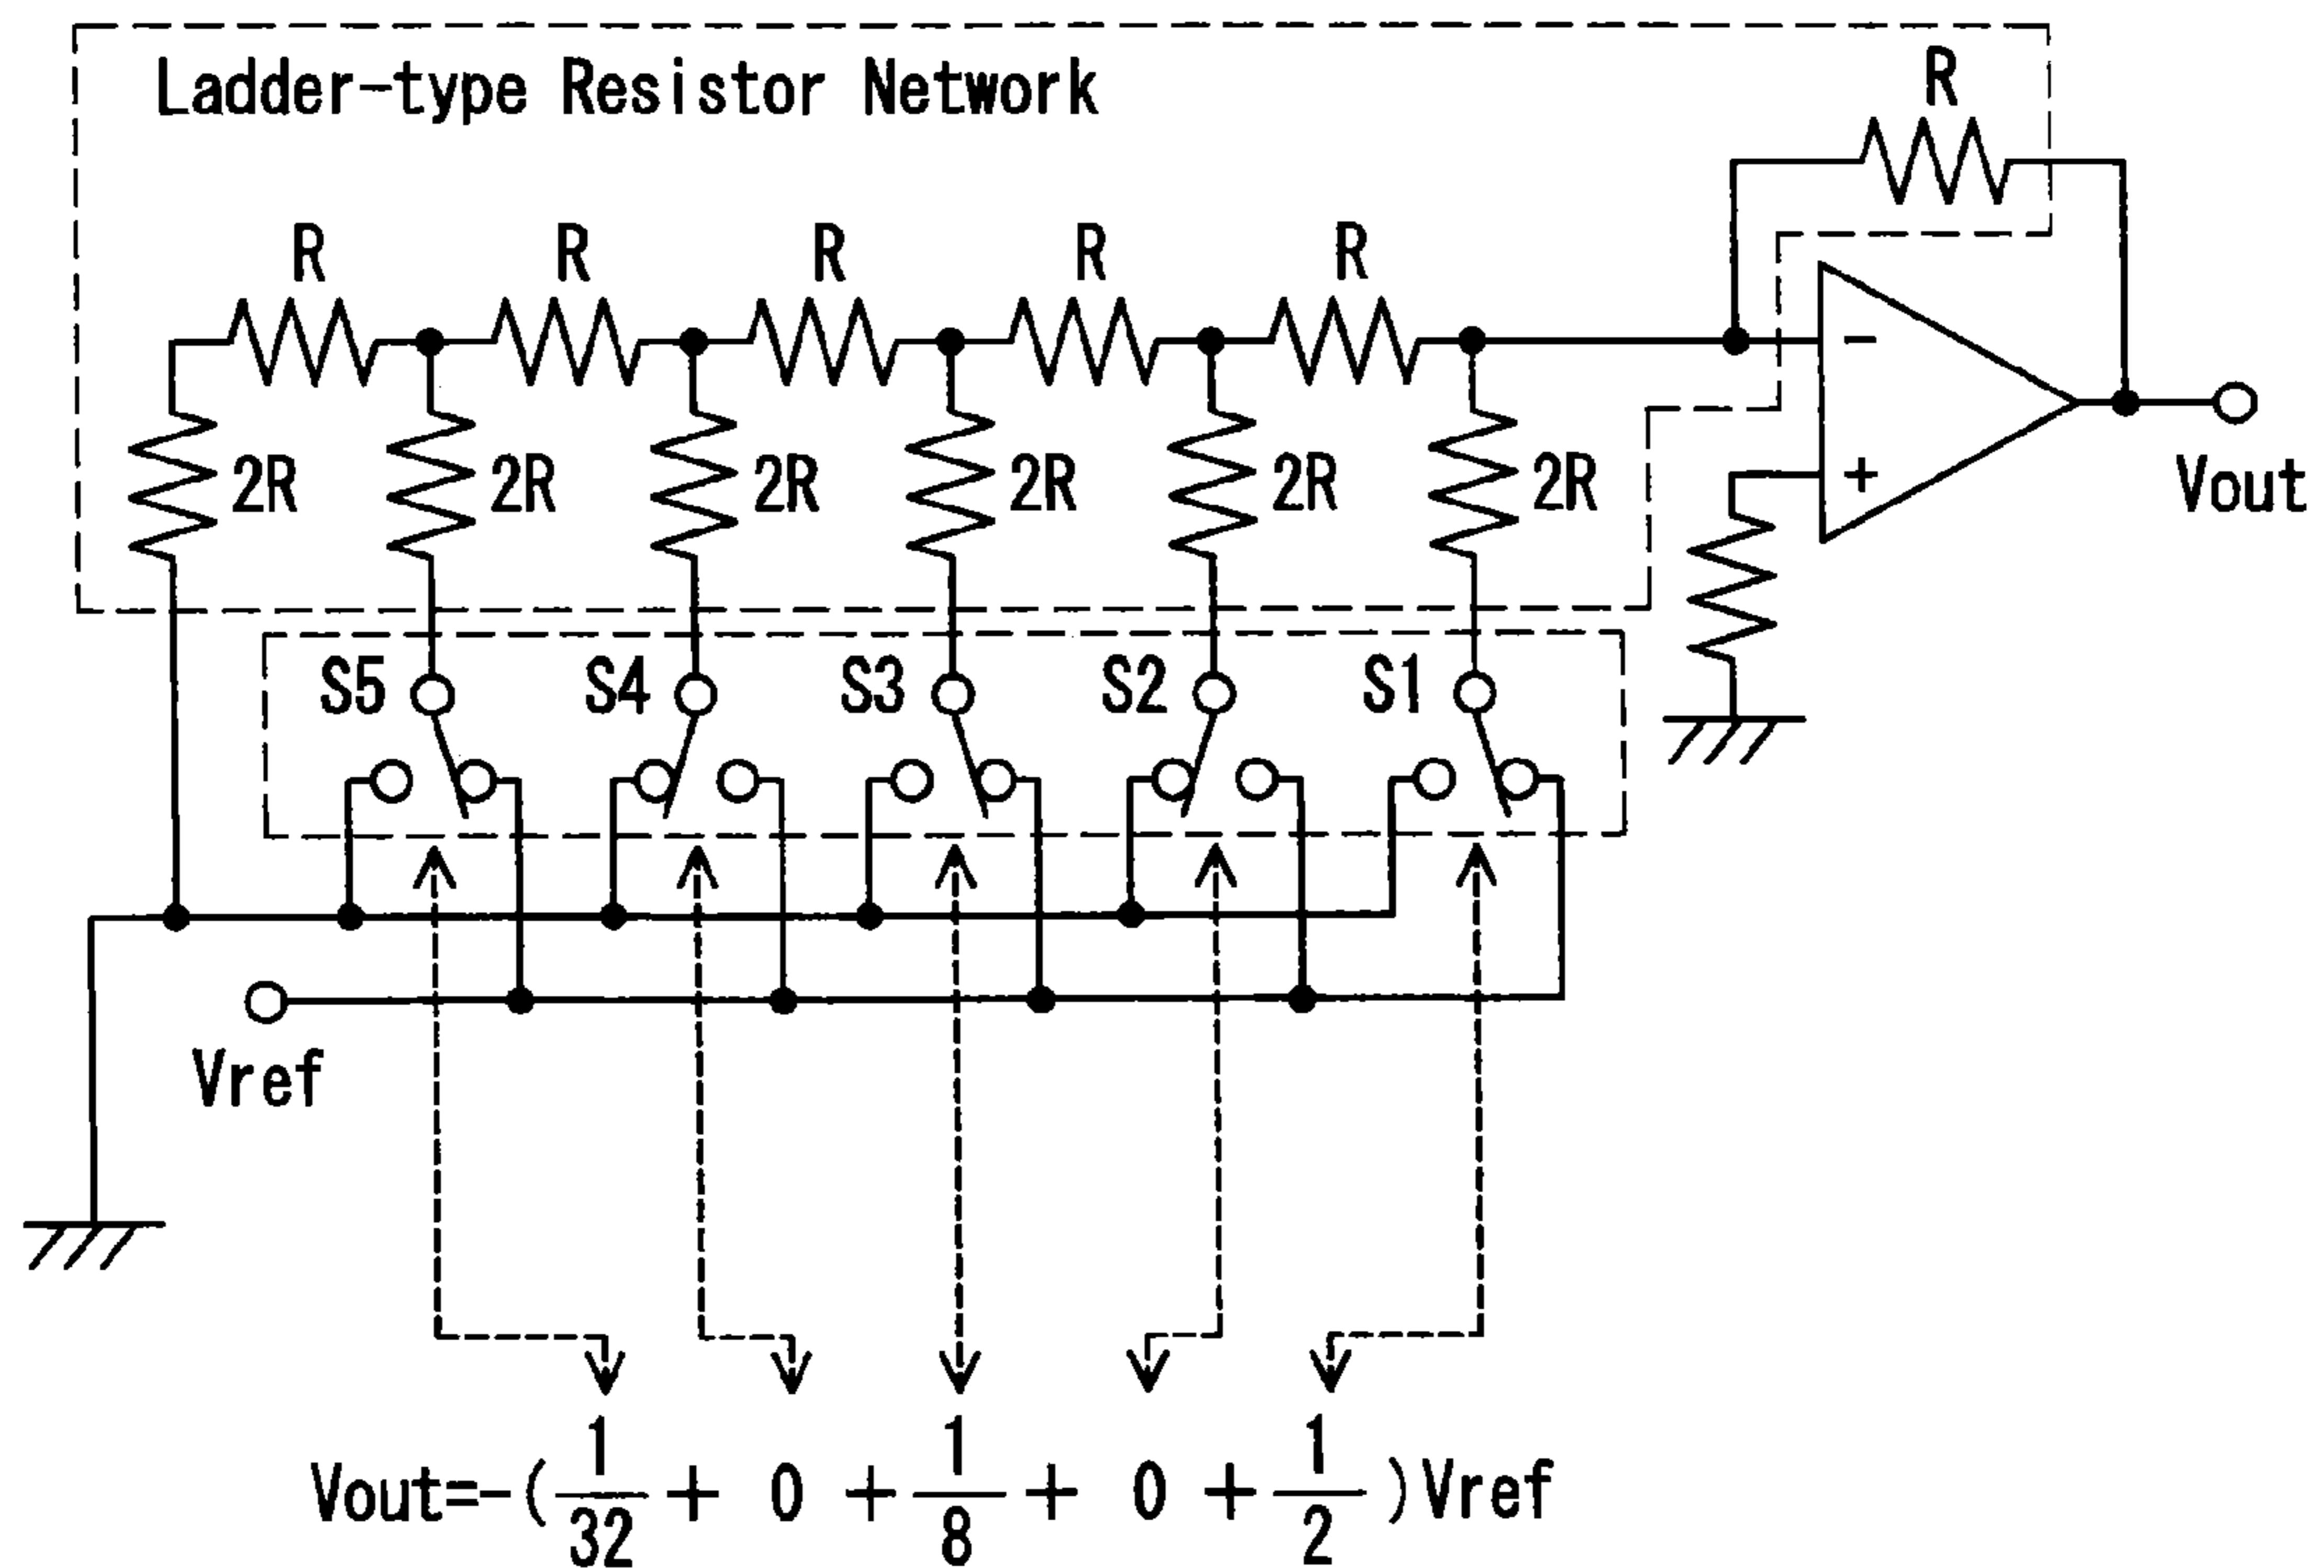 Ladder-type Resistor Network
R
R R R R R
−
2R 2R 2R 2R 2R 2R
+
Vout
S5 S4 S3 S2 S1
Vref
Vout=-(1/32 + 0 + 1/8 + 0 + 1/2)Vref